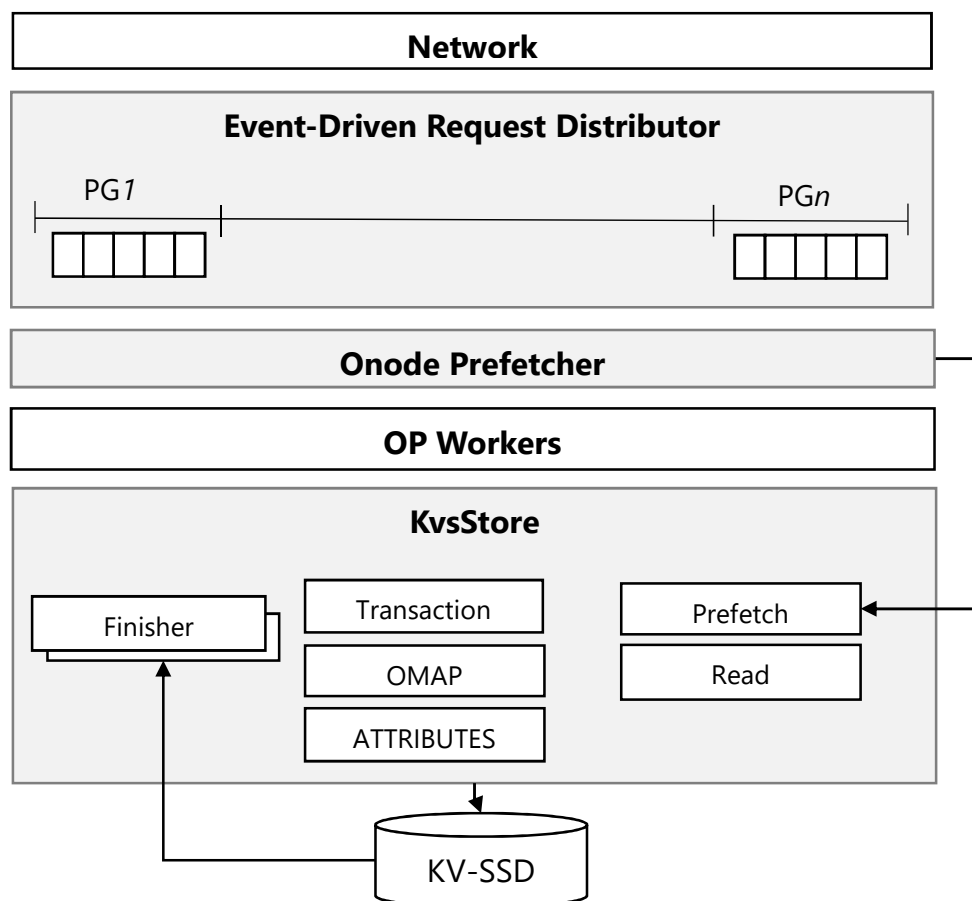 Network
Event-Driven Request Distributor
PG1
PGn
Onode Prefetcher
OP Workers
KvsStore
Finisher
Transaction
OMAP
ATTRIBUTES
Prefetch
Read
KV-SSD